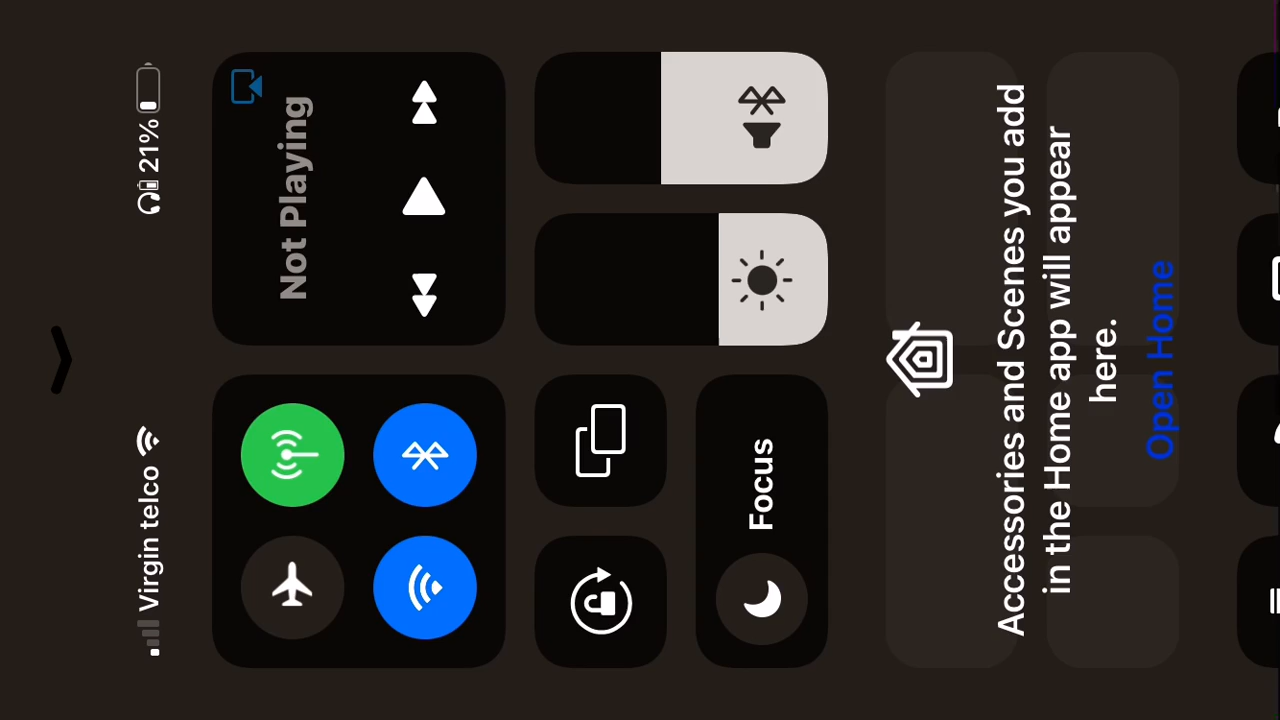 Virgin telco
21%
Not Playing
Focus
Accessories and Scenes you add
in the Home app will appear
here.
Open Home